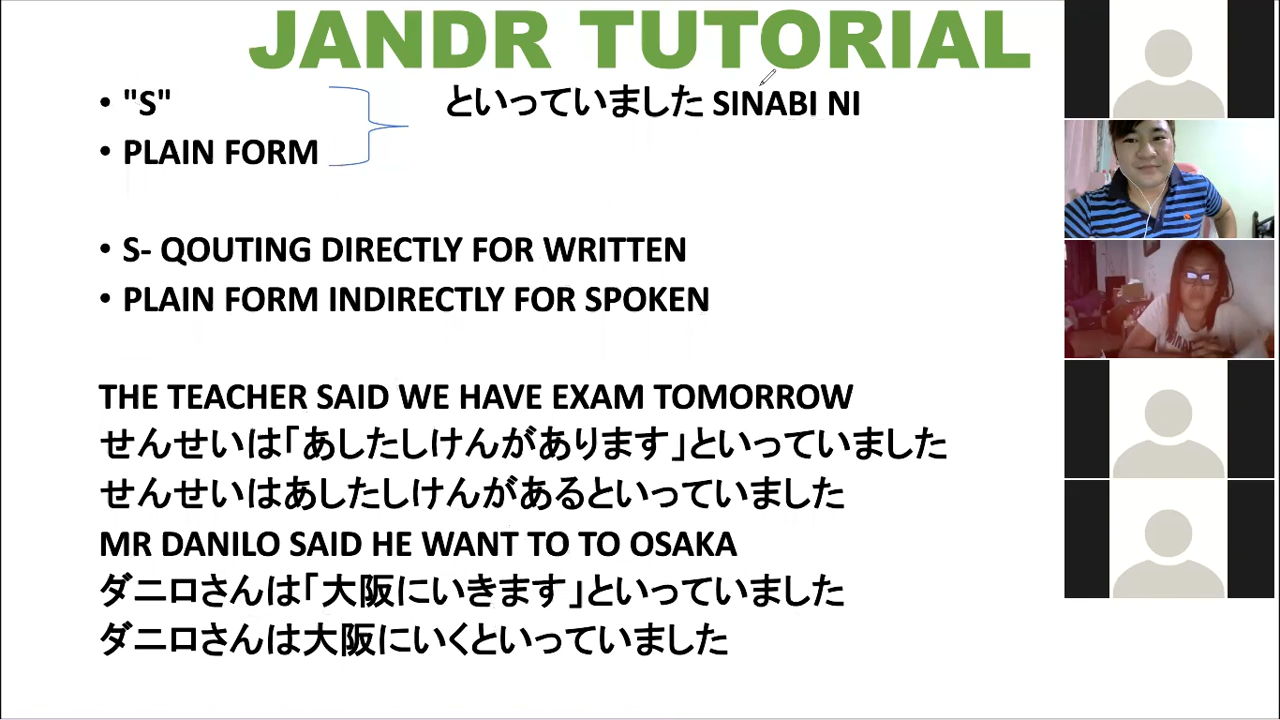 JANDR TUTORIAL
• "S" といっていました SINABI NI
• PLAIN FORM
• S- QOUTING DIRECTLY FOR WRITTEN
• PLAIN FORM INDIRECTLY FOR SPOKEN
THE TEACHER SAID WE HAVE EXAM TOMORROW
せんせいは「あしたしけんがあります」といっていました
せんせいはあしたしけんがあるといっていました
MR DANILO SAID HE WANT TO TO OSAKA
ダニロさんは「大阪にいきます」といっていました
ダニロさんは大阪にいくといっていました